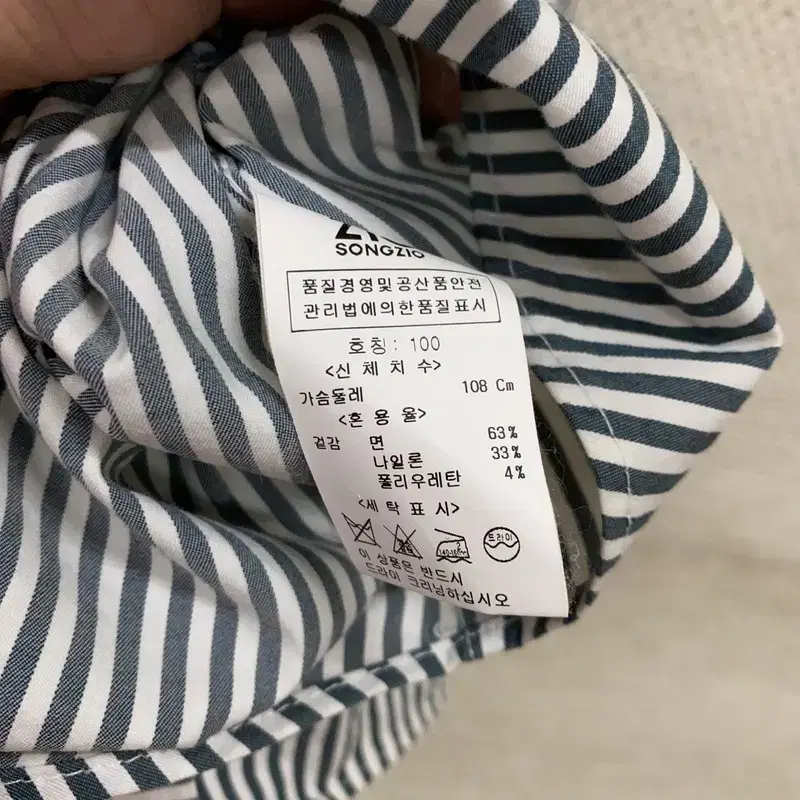 SONGZIO
품질경영및공산품안전
관리법에의한품질표시
호칭: 100
<신체치수>
가슴둘레 108 Cm
<혼용율>
겉감 면 63%
나일론 33%
폴리우레탄 4%
<세탁표시>
드라이
이 상품은 반드시
드라이 크리닝하십시오